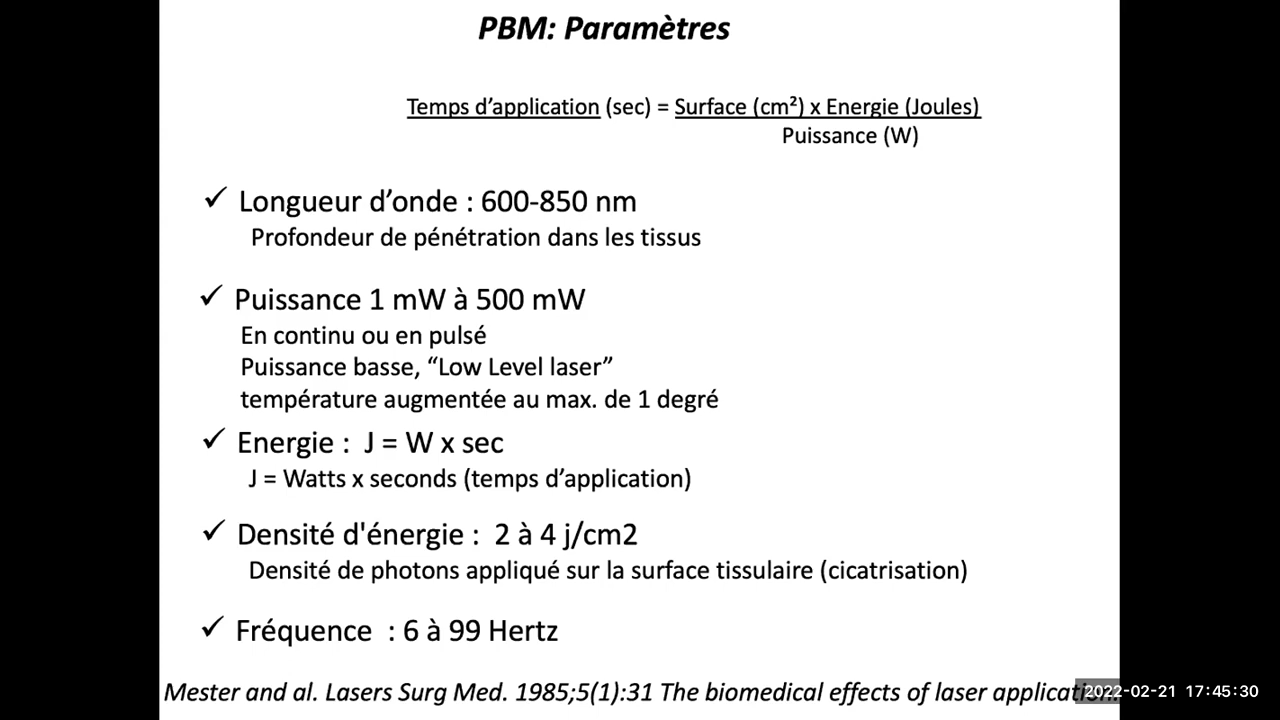 PBM: Paramètres
Temps d’application (sec) = Surface (cm²) x Energie (Joules)
Puissance (W)
✓ Longueur d’onde : 600-850 nm
Profondeur de pénétration dans les tissus
✓ Puissance 1 mW à 500 mW
En continu ou en pulsé
Puissance basse, “Low Level laser”
température augmentée au max. de 1 degré
✓ Energie : J = W x sec
J = Watts x seconds (temps d’application)
✓ Densité d'énergie : 2 à 4 j/cm2
Densité de photons appliqué sur la surface tissulaire (cicatrisation)
✓ Fréquence : 6 à 99 Hertz
Mester and al. Lasers Surg Med. 1985;5(1):31 The biomedical effects of laser
2022-02-21 17:45:30